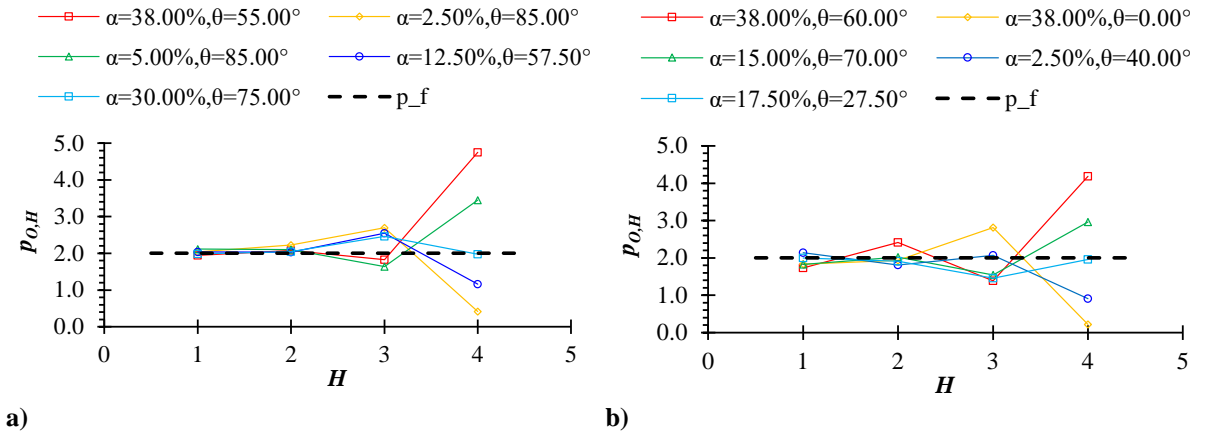 α=38.00%,θ=55.00°
α=2.50%,θ=85.00°
α=5.00%,θ=85.00°
α=12.50%,θ=57.50°
α=30.00%,θ=75.00°
p_f
5.0
4.0
3.0
2.0
1.0
0.0
p_{O,H}
0 1 2 3 4 5
H
a)
α=38.00%,θ=60.00°
α=38.00%,θ=0.00°
α=15.00%,θ=70.00°
α=2.50%,θ=40.00°
α=17.50%,θ=27.50°
p_f
5.0
4.0
3.0
2.0
1.0
0.0
p_{O,H}
0 1 2 3 4 5
H
b)